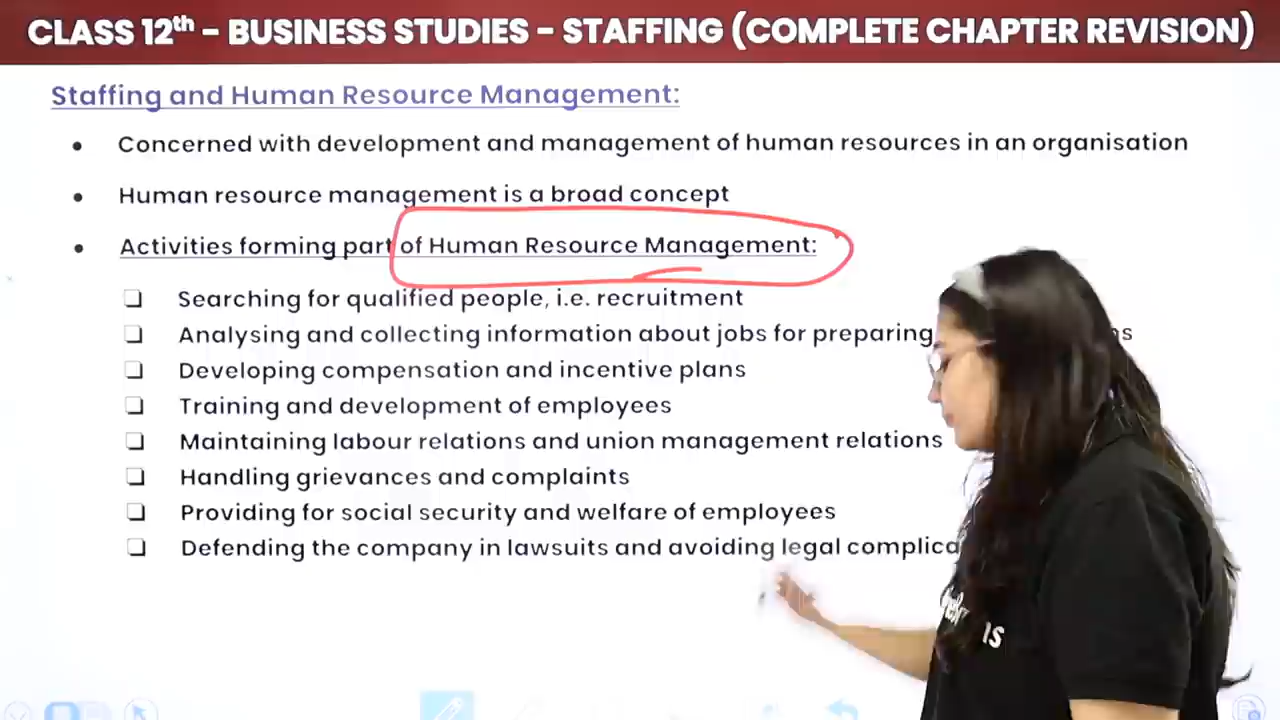 CLASS 12th – BUSINESS STUDIES – STAFFING (COMPLETE CHAPTER REVISION)
Staffing and Human Resource Management:
• Concerned with development and management of human resources in an organisation
• Human resource management is a broad concept
• Activities forming part of Human Resource Management:
❑ Searching for qualified people, i.e. recruitment
❑ Analysing and collecting information about jobs for preparing
❑ Developing compensation and incentive plans
❑ Training and development of employees
❑ Maintaining labour relations and union management relations
❑ Handling grievances and complaints
❑ Providing for social security and welfare of employees
❑ Defending the company in lawsuits and avoiding legal